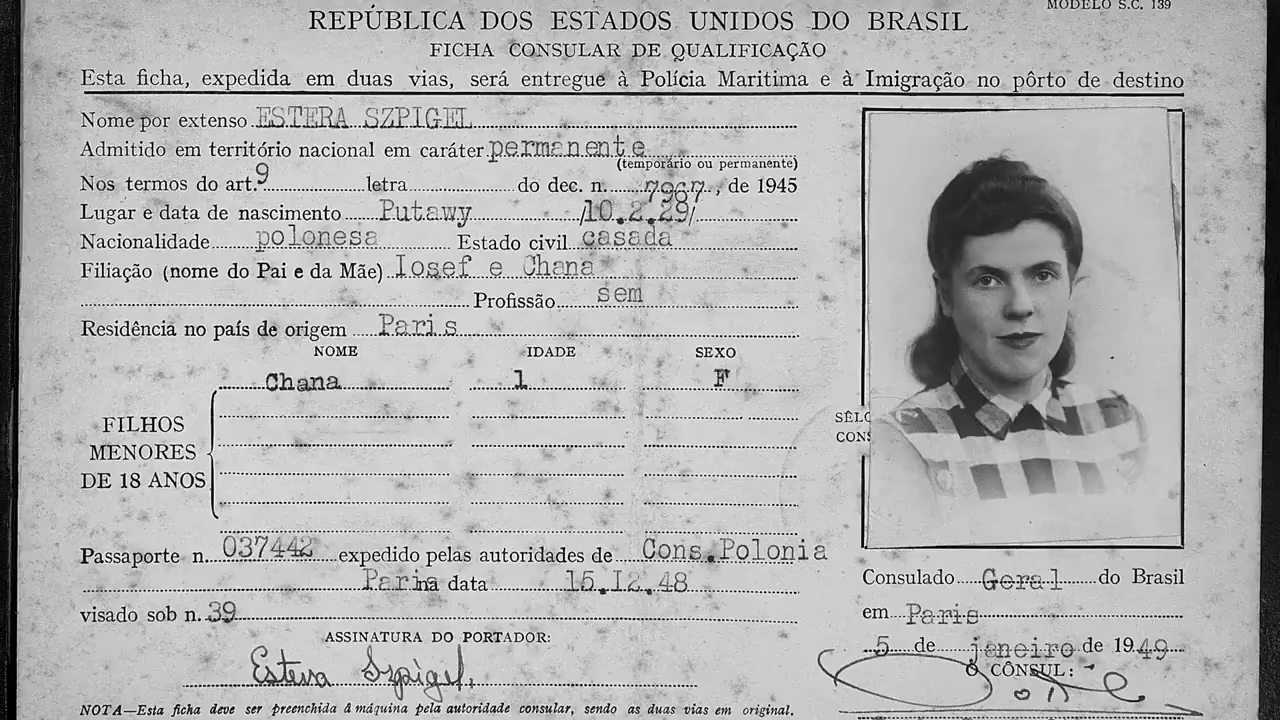 MODELO S.C. 139
REPÚBLICA DOS ESTADOS UNIDOS DO BRASIL
FICHA CONSULAR DE QUALIFICAÇÃO
Esta ficha, expedida em duas vias, será entregue à Polícia Maritima e à Imigração no pôrto de destino
Nome por extenso ESTERA SZPIGEL
Admitido em território nacional em caráter permanente
(temporário ou permanente)
Nos termos do art. 9 letra do dec. n. 7967, de 1945
Lugar e data de nascimento Putawy /10.2.29/
Nacionalidade polonesa Estado civil casada
Filiação (nome do Pai e da Mãe) Iosef e Chana
Profissão sem
Residência no país de origem Paris
NOME IDADE SEXO
Chana 1 F
FILHOS
MENORES
DE 18 ANOS
SÊLO
CONS
Passaporte n. 037442 expedido pelas autoridades de Cons.Polonia
na data 15.I2.48
visado sob n. 39
ASSINATURA DO PORTADOR:
Estera Szpigel.
NOTA—Esta ficha deve ser preenchida à máquina pela autoridade consular, sendo as duas vias em original.
Consulado Geral do Brasil
em Paris
5 de janeiro de 1949
O CÔNSUL: